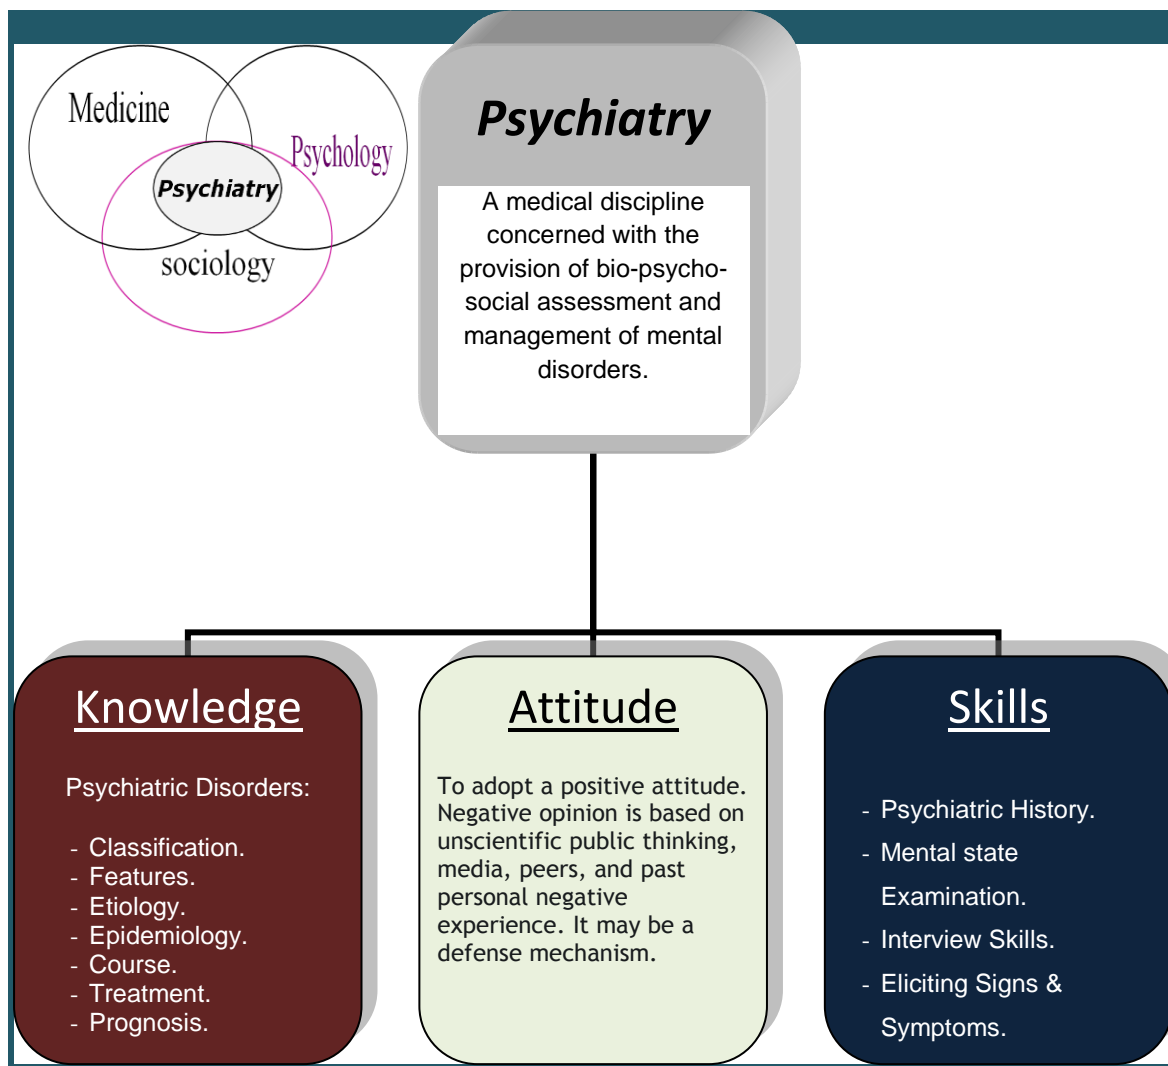 Medicine
Psychology
Psychiatry
sociology
Psychiatry
A medical discipline
concerned with the
provision of bio-psycho-
social assessment and
management of mental
disorders.
Knowledge
Psychiatric Disorders:
- Classification.
- Features.
- Etiology.
- Epidemiology.
- Course.
- Treatment.
- Prognosis.
Attitude
To adopt a positive attitude.
Negative opinion is based on
unscientific public thinking,
media, peers, and past
personal negative
experience. It may be a
defense mechanism.
Skills
- Psychiatric History.
- Mental state
Examination.
- Interview Skills.
- Eliciting Signs &
Symptoms.